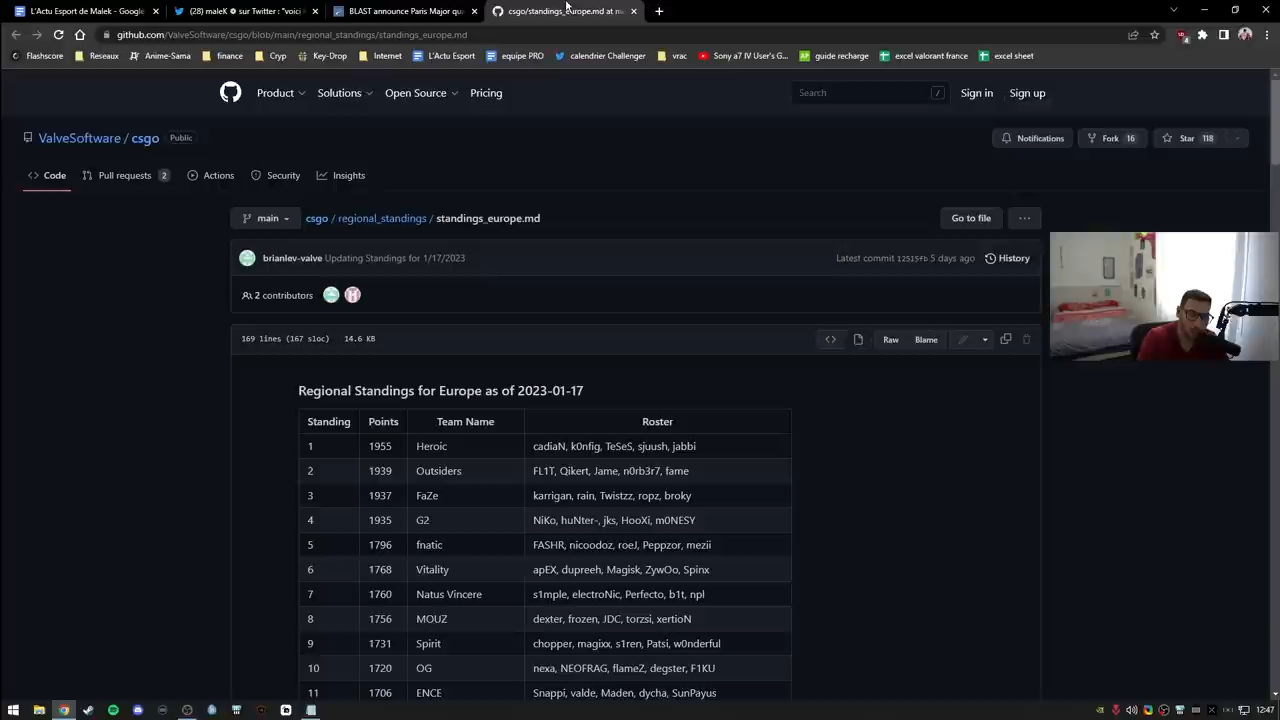 L'Actu Esport de Malek - Google
(28) maleK sur Twitter : "voici
BLAST announce Paris Major qua
csgo/standings_europe.md at m
github.com/ValveSoftware/csgo/blob/main/regional_standings/standings_europe.md
Flashscore Reseaux Anime-Sama finance Cryp Key-Drop Internet L'Actu Esport equipe PRO calendrier Challenger vrac Sony a7 IV User's G... guide recharge excel valorant france excel sheet
Product Solutions Open Source Pricing Search / Sign in Sign up
ValveSoftware / csgo Public Notifications Fork 16 Star 118
Code Pull requests 2 Actions Security Insights
main csgo / regional_standings / standings_europe.md Go to file ...
brianlev-valve Updating Standings for 1/17/2023 Latest commit 12515fb 5 days ago History
2 contributors
169 lines (167 sloc) 14.6 KB Raw Blame
Regional Standings for Europe as of 2023-01-17
Standing Points Team Name Roster
1 1955 Heroic cadiaN, k0nfig, TeSeS, sjuush, jabbi
2 1939 Outsiders FL1T, Qikert, Jame, n0rb3r7, fame
3 1937 FaZe karrigan, rain, Twistzz, ropz, broky
4 1935 G2 NiKo, huNter-, jks, HooXi, m0NESY
5 1796 fnatic FASHR, nicoodoz, roeJ, Peppzor, mezii
6 1768 Vitality apEX, dupreeh, Magisk, ZywOo, Spinx
7 1760 Natus Vincere s1mple, electroNic, Perfecto, b1t, npl
8 1756 MOUZ dexter, frozen, JDC, torzsi, xertioN
9 1731 Spirit chopper, magixx, s1ren, Patsi, w0nderful
10 1720 OG nexa, NEOFRAG, flameZ, degster, F1KU
11 1706 ENCE Snappi, valde, Maden, dycha, SunPayus
12:47